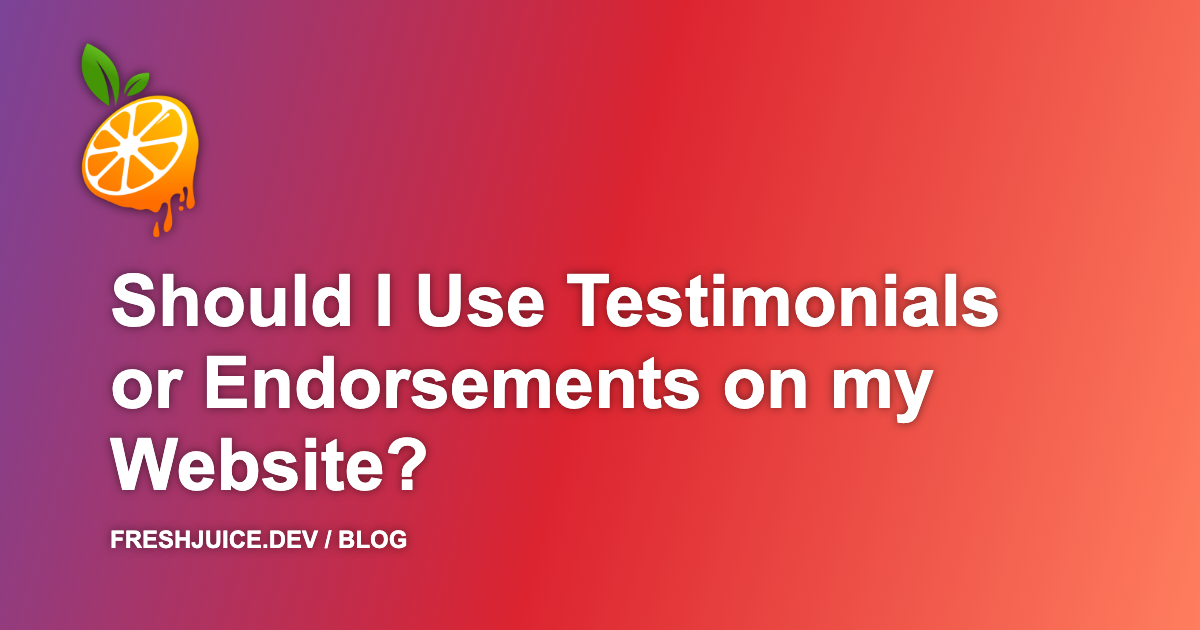 Should I Use Testimonials
or Endorsements on my
Website?
FRESHJUICE.DEV / BLOG